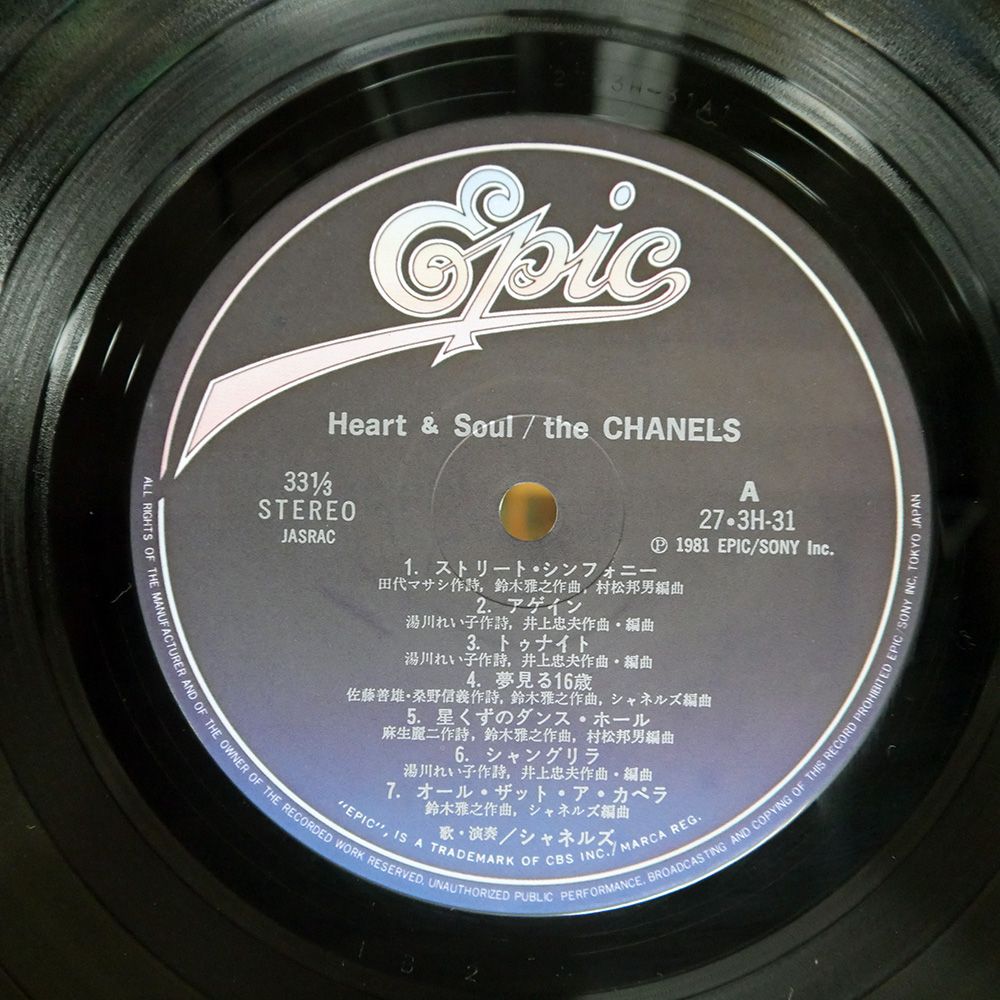 3H-31A1
Epic
Heart & Soul / the CHANELS
33⅓
STEREO
JASRAC
A
27・3H-31
Ⓟ 1981 EPIC/SONY Inc.
1. ストリート・シンフォニー
田代マサシ作詩, 鈴木雅之作曲, 村松邦男編曲
2. アゲイン
湯川れい子作詩, 井上忠夫作曲・編曲
3. トゥナイト
湯川れい子作詩, 井上忠夫作曲・編曲
4. 夢見る16歳
佐藤善雄・桑野信義作詩, 鈴木雅之作曲, シャネルズ編曲
5. 星くずのダンス・ホール
麻生麗二作詩, 鈴木雅之作曲, 村松邦男編曲
6. シャングリラ
湯川れい子作詩, 井上忠夫作曲・編曲
7. オール・ザット・ア・カペラ
鈴木雅之作曲, シャネルズ編曲
歌・演奏/シャネルズ
"EPIC", IS A TRADEMARK OF CBS INC./MARCA REG.
ALL RIGHTS OF THE MANUFACTURER AND OF THE OWNER OF THE RECORDED WORK RESERVED, UNAUTHORIZED PUBLIC PERFORMANCE, BROADCASTING AND COPYING OF THIS RECORD PROHIBITED EPIC/SONY INC, TOKYO JAPAN